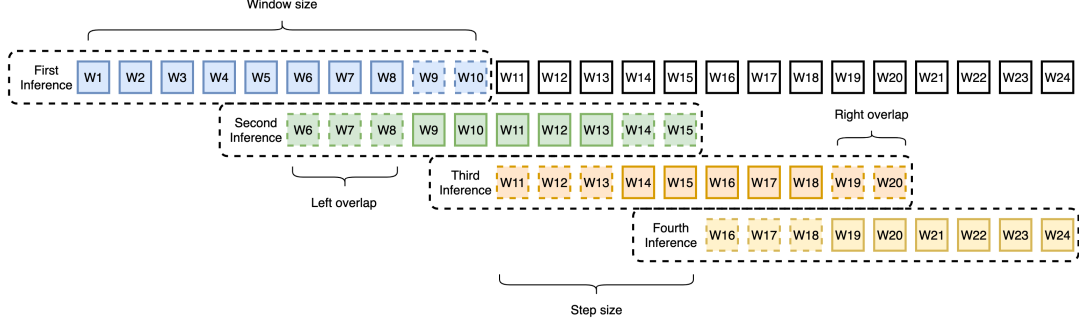 Window size
First
Inference
W1 W2 W3 W4 W5 W6 W7 W8 W9 W10 W11 W12 W13 W14 W15 W16 W17 W18 W19 W20 W21 W22 W23 W24
Second
Inference
W6 W7 W8 W9 W10 W11 W12 W13 W14 W15
Right overlap
Third
Inference
W11 W12 W13 W14 W15 W16 W17 W18 W19 W20
Left overlap
Fourth
Inference
W16 W17 W18 W19 W20 W21 W22 W23 W24
Step size